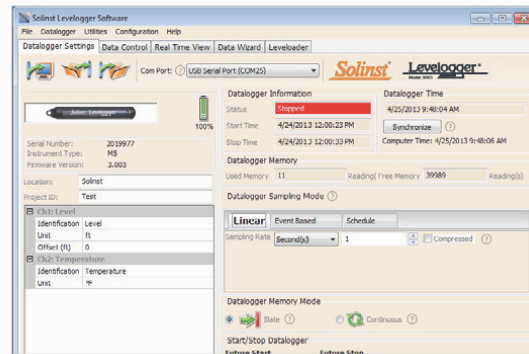 Solinst Levelogger Software
File Datalogger Utilities Configuration Help
Datalogger Settings Data Control Real Time View Data Wizard Leveloader
Com Port: ? USB Serial Port (COM25)
Solinst Levelogger
100%
Serial Number: 2019977
Instrument Type: M5
Firmware Version: 3.003
Location: Solinst
Project ID: Test
Ch1: Level
Identification Level
Unit ft
Offset (ft) 0
Ch2: Temperature
Identification Temperature
Unit °F
Datalogger Information
Status Stopped
Start Time 4/24/2013 12:00:23 PM
Stop Time 4/24/2013 12:00:33 PM
Datalogger Time
4/25/2013 9:48:04 AM
Synchronize ?
Computer Time: 4/25/2013 9:48:06 AM
Datalogger Memory
Used Memory 11 Reading( Free Memory 39989 Reading(s)
Datalogger Sampling Mode ?
Linear Event Based Schedule
Sampling Rate Second(s) 1 Compressed ?
Datalogger Memory Mode
Slate ? Continuous ?
Start/Stop Datalogger
Future Start Future Stop